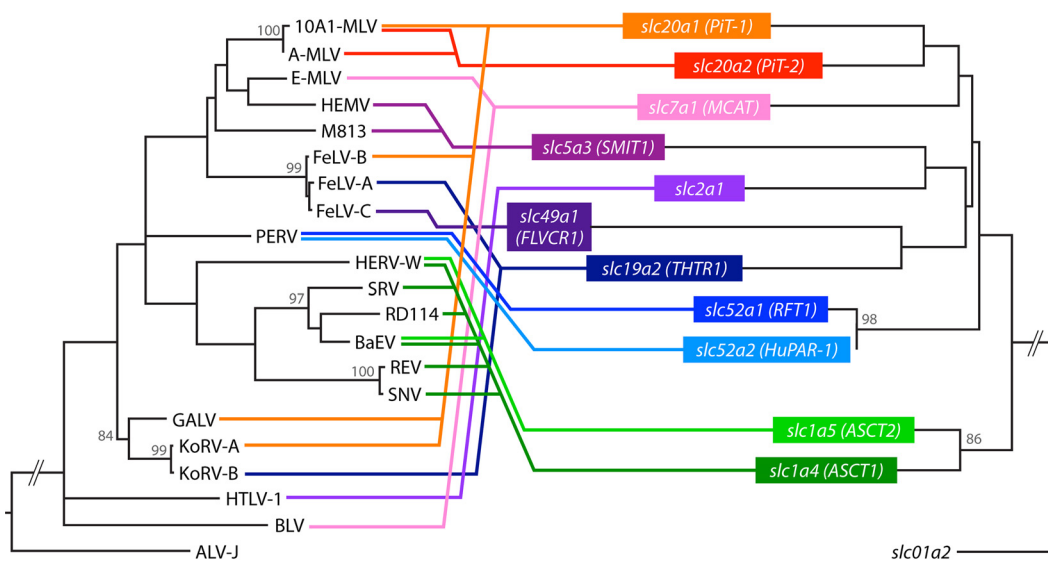 10A1-MLV
slc20a1 (PiT-1)
100
A-MLV
slc20a2 (PiT-2)
E-MLV
HEMV
slc7a1 (MCAT)
M813
slc5a3 (SMIT1)
FeLV-B
99
FeLV-A
slc2a1
FeLV-C
slc49a1
(FLVCR1)
PERV
HERV-W
slc19a2 (THTR1)
SRV
97
slc52a1 (RFT1)
RD114
98
BaEV
slc52a2 (HuPAR-1)
REV
100
SNV
GALV
slc1a5 (ASCT2)
84
KoRV-A
86
99
KoRV-B
slc1a4 (ASCT1)
HTLV-1
BLV
ALV-J
slc01a2